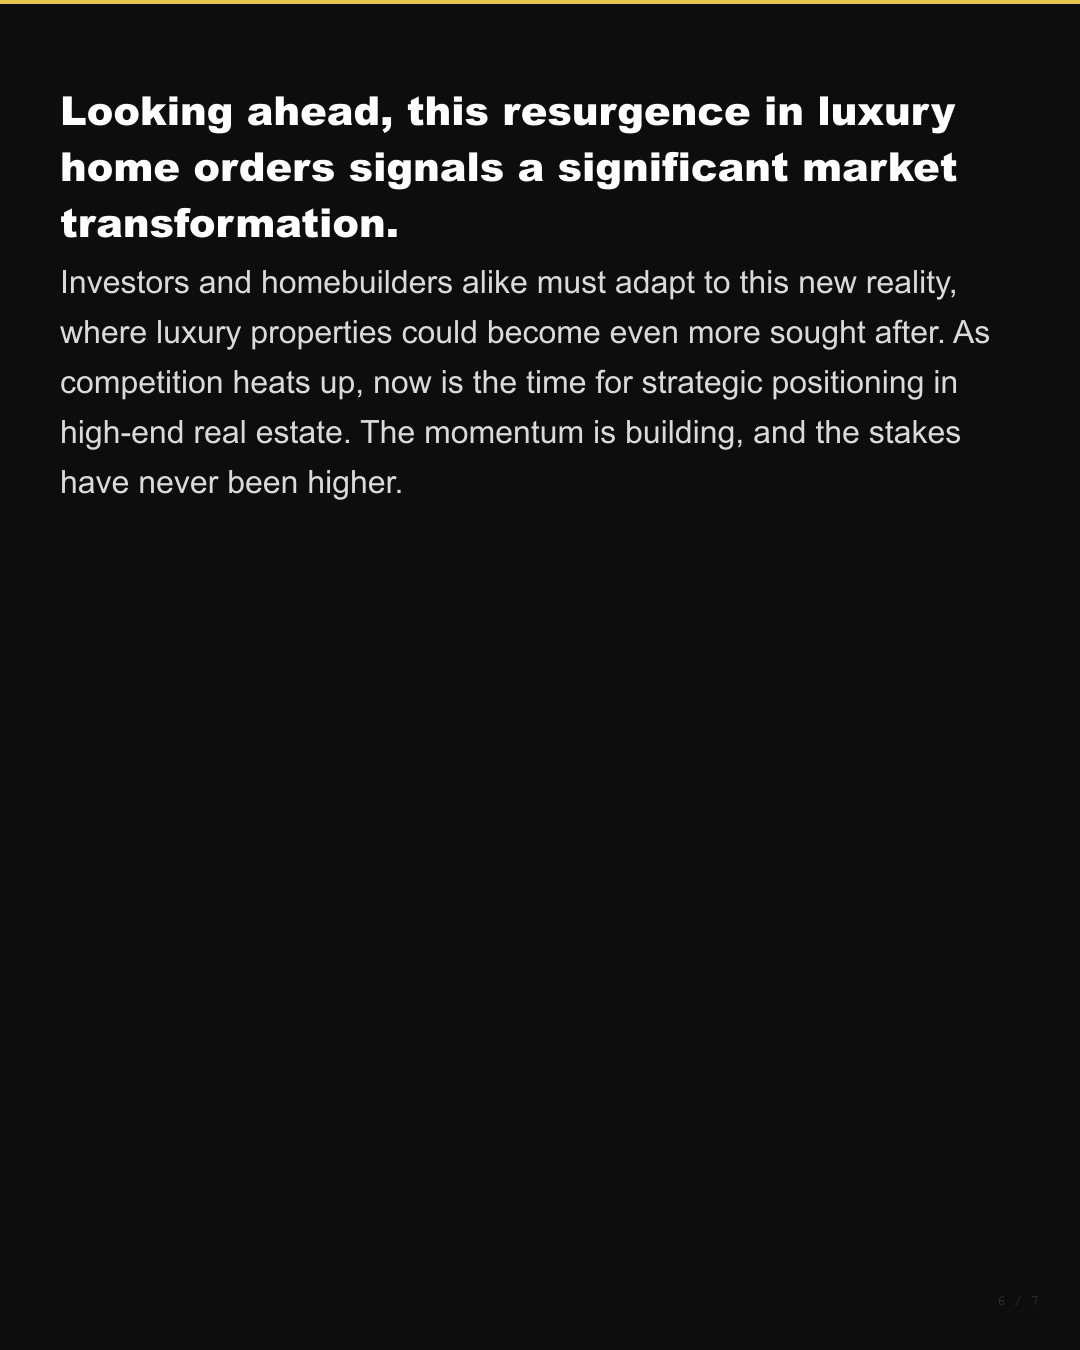 Looking ahead, this resurgence in luxury
home orders signals a significant market
transformation.
Investors and homebuilders alike must adapt to this new reality,
where luxury properties could become even more sought after. As
competition heats up, now is the time for strategic positioning in
high-end real estate. The momentum is building, and the stakes
have never been higher.
6 / 7